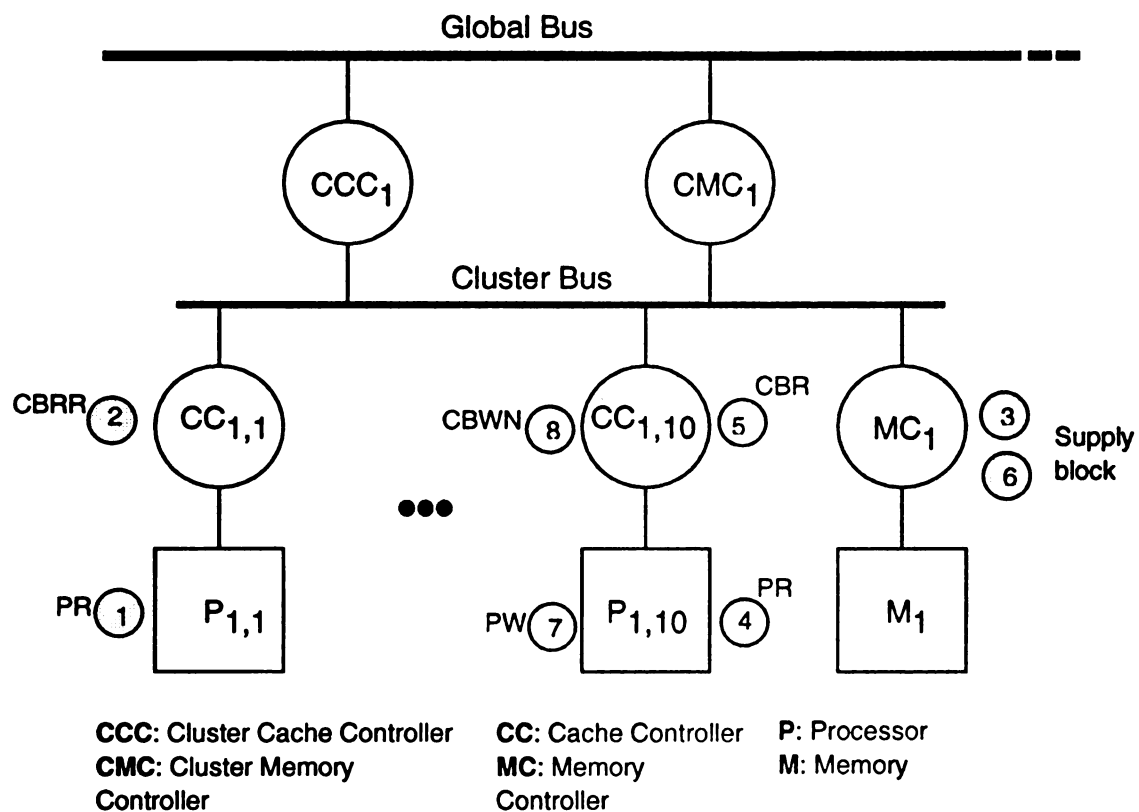 Global Bus
CCC1
CMC1
Cluster Bus
CBRR 2
CC1,1
CBWN 8
CC1,10
5 CBR
MC1
3
6
Supply
block
PR 1
P1,1
PW 7
P1,10
4 PR
M1
CCC: Cluster Cache Controller
CMC: Cluster Memory
Controller
CC: Cache Controller
MC: Memory
Controller
P: Processor
M: Memory